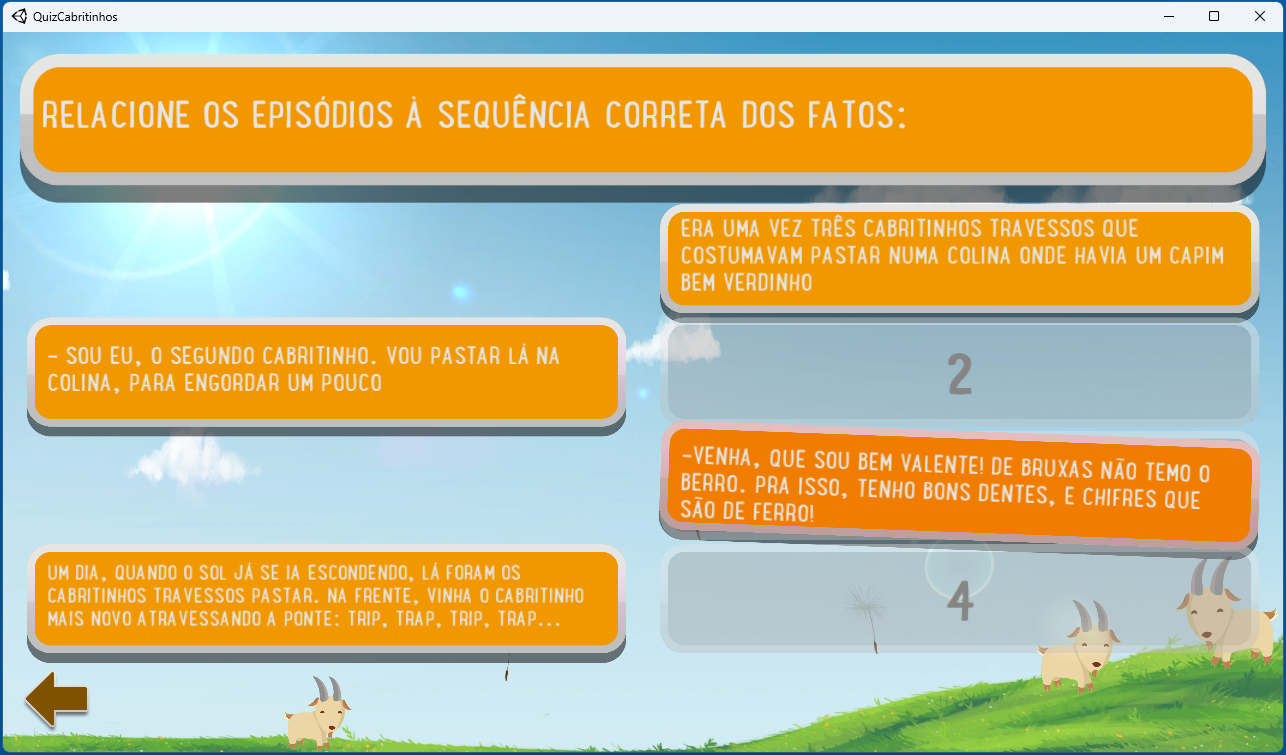 QuizCabritinhos
RELACIONE OS EPISÓDIOS À SEQUÊNCIA CORRETA DOS FATOS:
ERA UMA VEZ TRÊS CABRITINHOS TRAVESSOS QUE
COSTUMAVAM PASTAR NUMA COLINA ONDE HAVIA UM CAPIM
BEM VERDINHO
- SOU EU, O SEGUNDO CABRITINHO. VOU PASTAR LÁ NA
COLINA, PARA ENGORDAR UM POUCO
2
-VENHA, QUE SOU BEM VALENTE! DE BRUXAS NÃO TEMO O
BERRO. PRA ISSO, TENHO BONS DENTES, E CHIFRES QUE
SÃO DE FERRO!
UM DIA, QUANDO O SOL JÁ SE IA ESCONDENDO, LÁ FORAM OS
CABRITINHOS TRAVESSOS PASTAR. NA FRENTE, VINHA O CABRITINHO
MAIS NOVO ATRAVESSANDO A PONTE: TRIP, TRAP, TRIP, TRAP...
4